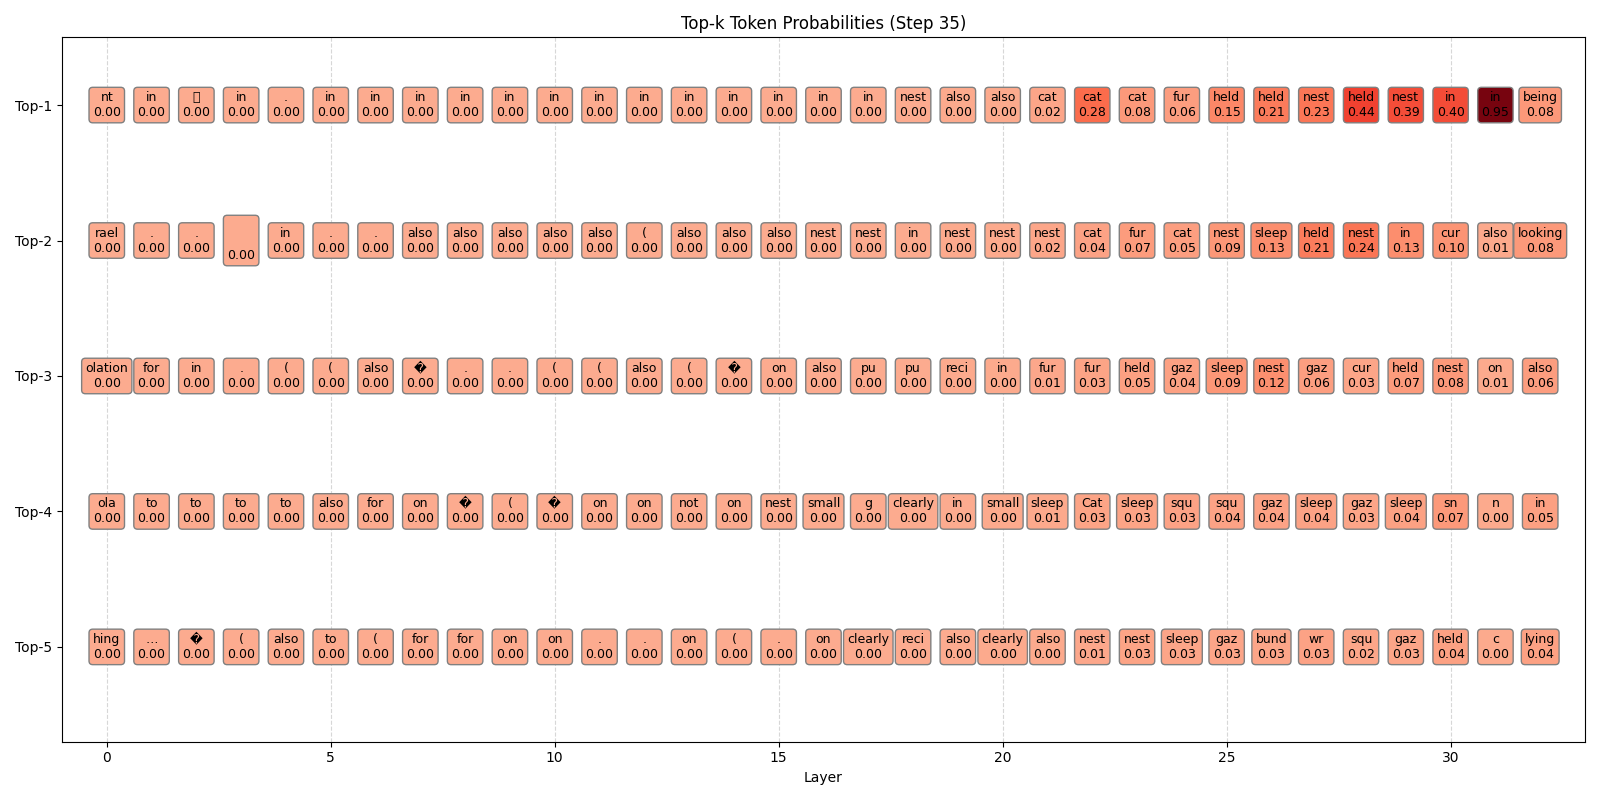 Top-k Token Probabilities (Step 35)
nt in in . in in in in in in in in in in in in in nest also also cat cat cat fur held held nest held nest in in being
Top-1 0.00 0.00 0.00 0.00 0.00 0.00 0.00 0.00 0.00 0.00 0.00 0.00 0.00 0.00 0.00 0.00 0.00 0.00 0.00 0.00 0.00 0.02 0.28 0.08 0.06 0.15 0.21 0.23 0.44 0.39 0.40 0.95 0.08
rael . . in . . also also also also also ( also also also nest nest in nest nest nest cat fur cat nest sleep held nest in cur also looking
Top-2 0.00 0.00 0.00 0.00 0.00 0.00 0.00 0.00 0.00 0.00 0.00 0.00 0.00 0.00 0.00 0.00 0.00 0.00 0.00 0.00 0.00 0.02 0.04 0.07 0.05 0.09 0.13 0.21 0.24 0.13 0.10 0.01 0.08
olation for in . ( ( also � . . ( ( also ( � on also pu pu reci in fur fur held gaz sleep nest gaz cur held nest on also
Top-3 0.00 0.00 0.00 0.00 0.00 0.00 0.00 0.00 0.00 0.00 0.00 0.00 0.00 0.00 0.00 0.00 0.00 0.00 0.00 0.00 0.00 0.01 0.03 0.05 0.04 0.09 0.12 0.06 0.03 0.07 0.08 0.01 0.06
ola to to to to also for on � ( � on on not on nest small g clearly in small sleep Cat sleep squ squ gaz sleep gaz sleep sn n in
Top-4 0.00 0.00 0.00 0.00 0.00 0.00 0.00 0.00 0.00 0.00 0.00 0.00 0.00 0.00 0.00 0.00 0.00 0.00 0.00 0.00 0.00 0.01 0.03 0.03 0.03 0.04 0.04 0.04 0.03 0.04 0.07 0.00 0.05
hing ... � ( also to ( for for on on . . on ( . on clearly reci also clearly also nest nest sleep gaz bund wr squ gaz held c lying
Top-5 0.00 0.00 0.00 0.00 0.00 0.00 0.00 0.00 0.00 0.00 0.00 0.00 0.00 0.00 0.00 0.00 0.00 0.00 0.00 0.00 0.00 0.00 0.01 0.03 0.03 0.03 0.03 0.03 0.02 0.03 0.04 0.00 0.04
0 5 10 15 20 25 30
Layer